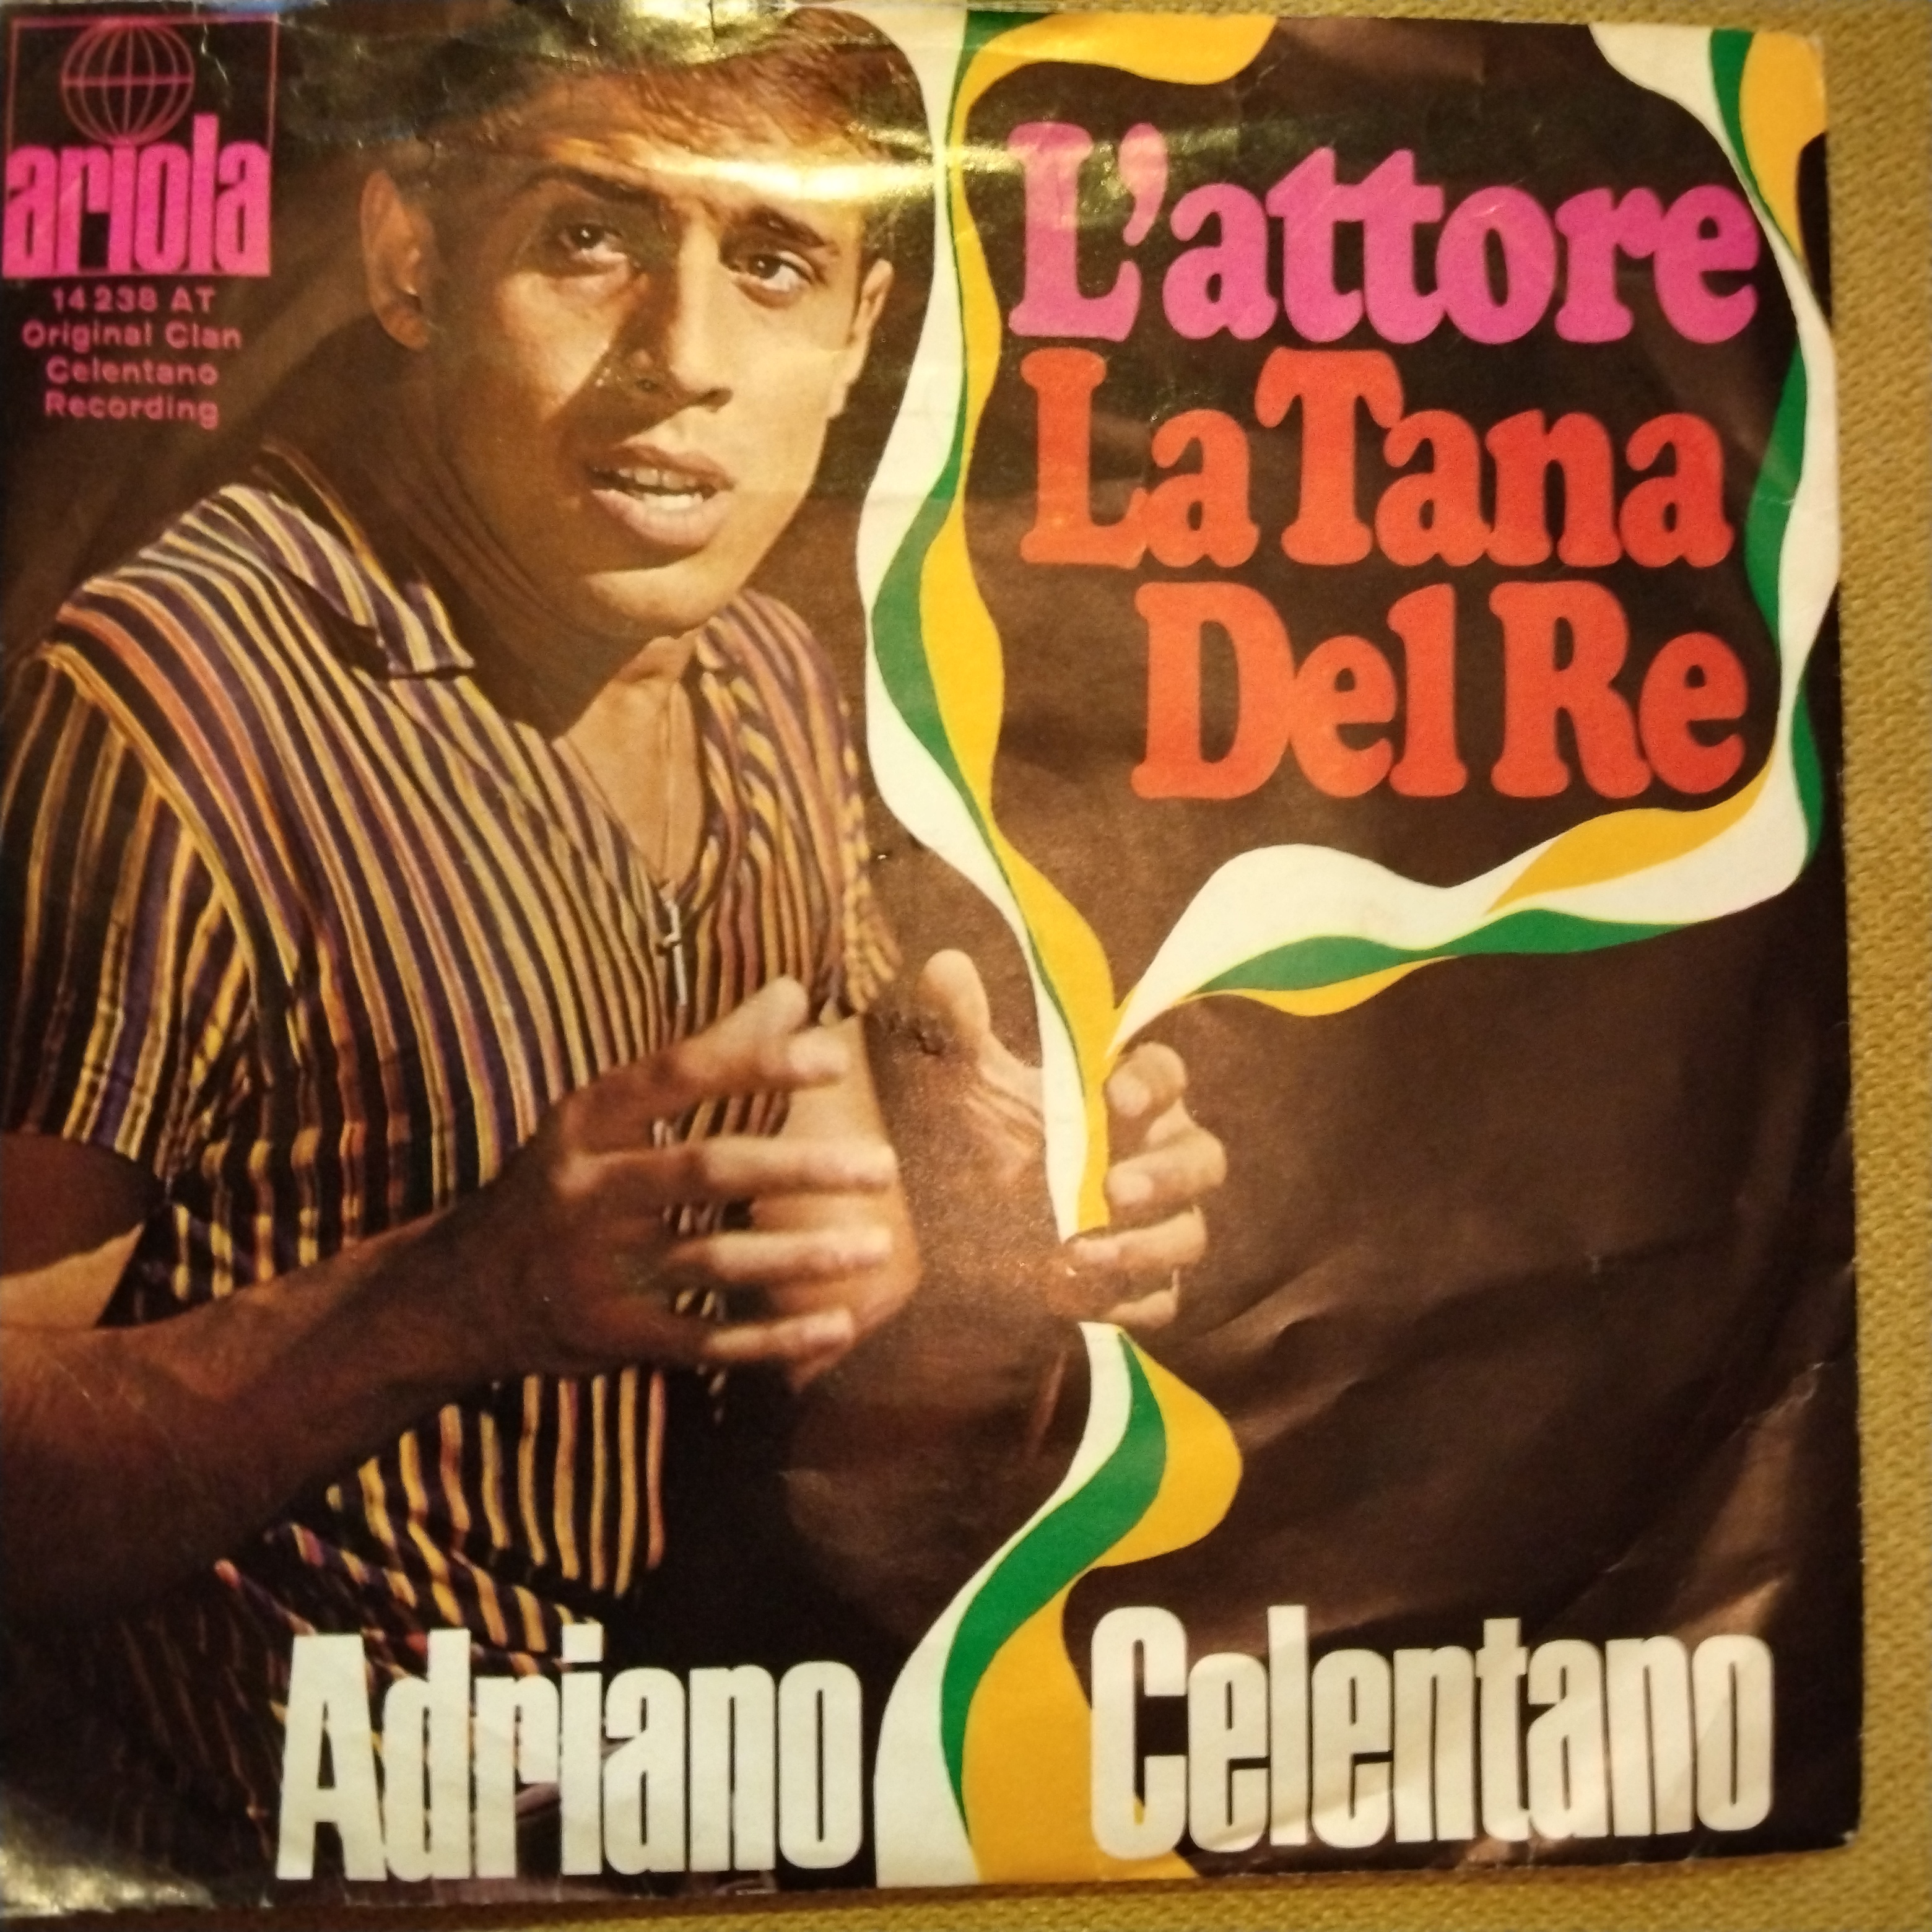 ariola
14 238 AT
Original Clan
Celentano
Recording
L'attore
La Tana
Del Re
Adriano Celentano